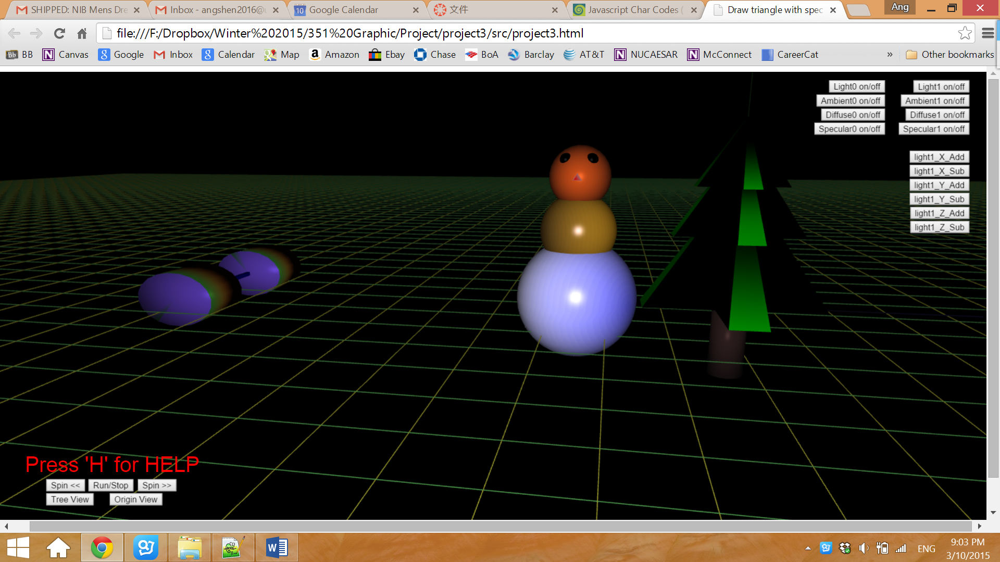 SHIPPED: NIB Mens Dre
Inbox - angshen2016@u
Google Calendar
文件
Javascript Char Codes (
Draw triangle with spec
Ang
file:///F:/Dropbox/Winter%202015/351%20Graphic/Project/project3/src/project3.html
BB
Canvas
Google
Inbox
Calendar
Map
Amazon
Ebay
Chase
BoA
Barclay
AT&T
NUCAESAR
McConnect
CareerCat
»
Other bookmarks
Light0 on/off
Light1 on/off
Ambient0 on/off
Ambient1 on/off
Diffuse0 on/off
Diffuse1 on/off
Specular0 on/off
Specular1 on/off
light1_X_Add
light1_X_Sub
light1_Y_Add
light1_Y_Sub
light1_Z_Add
light1_Z_Sub
Press 'H' for HELP
Spin <<
Run/Stop
Spin >>
Tree View
Origin View
ENG
9:03 PM
3/10/2015